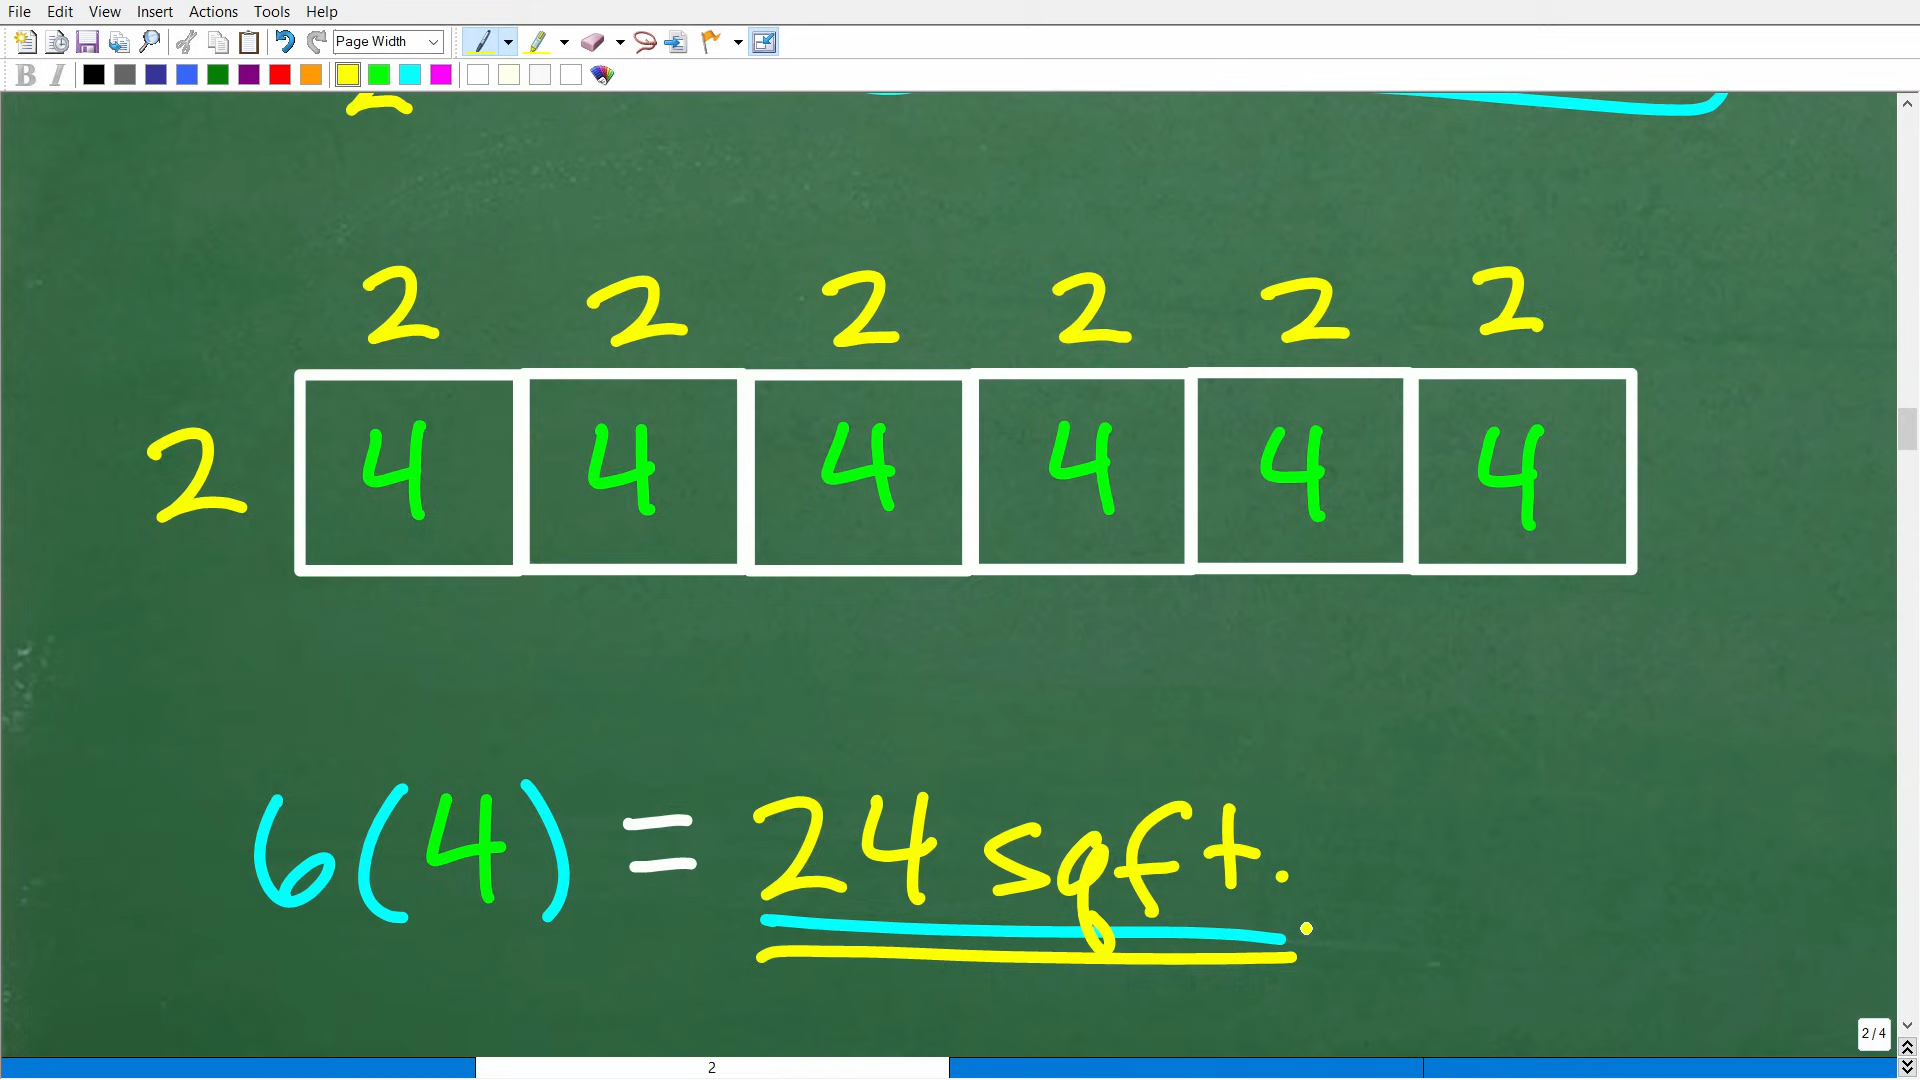 File Edit View Insert Actions Tools Help
Page Width
B I
2
2 2 2 2 2 2
2 4 4 4 4 4 4
6(4) = 24 sqft.
2/4
2